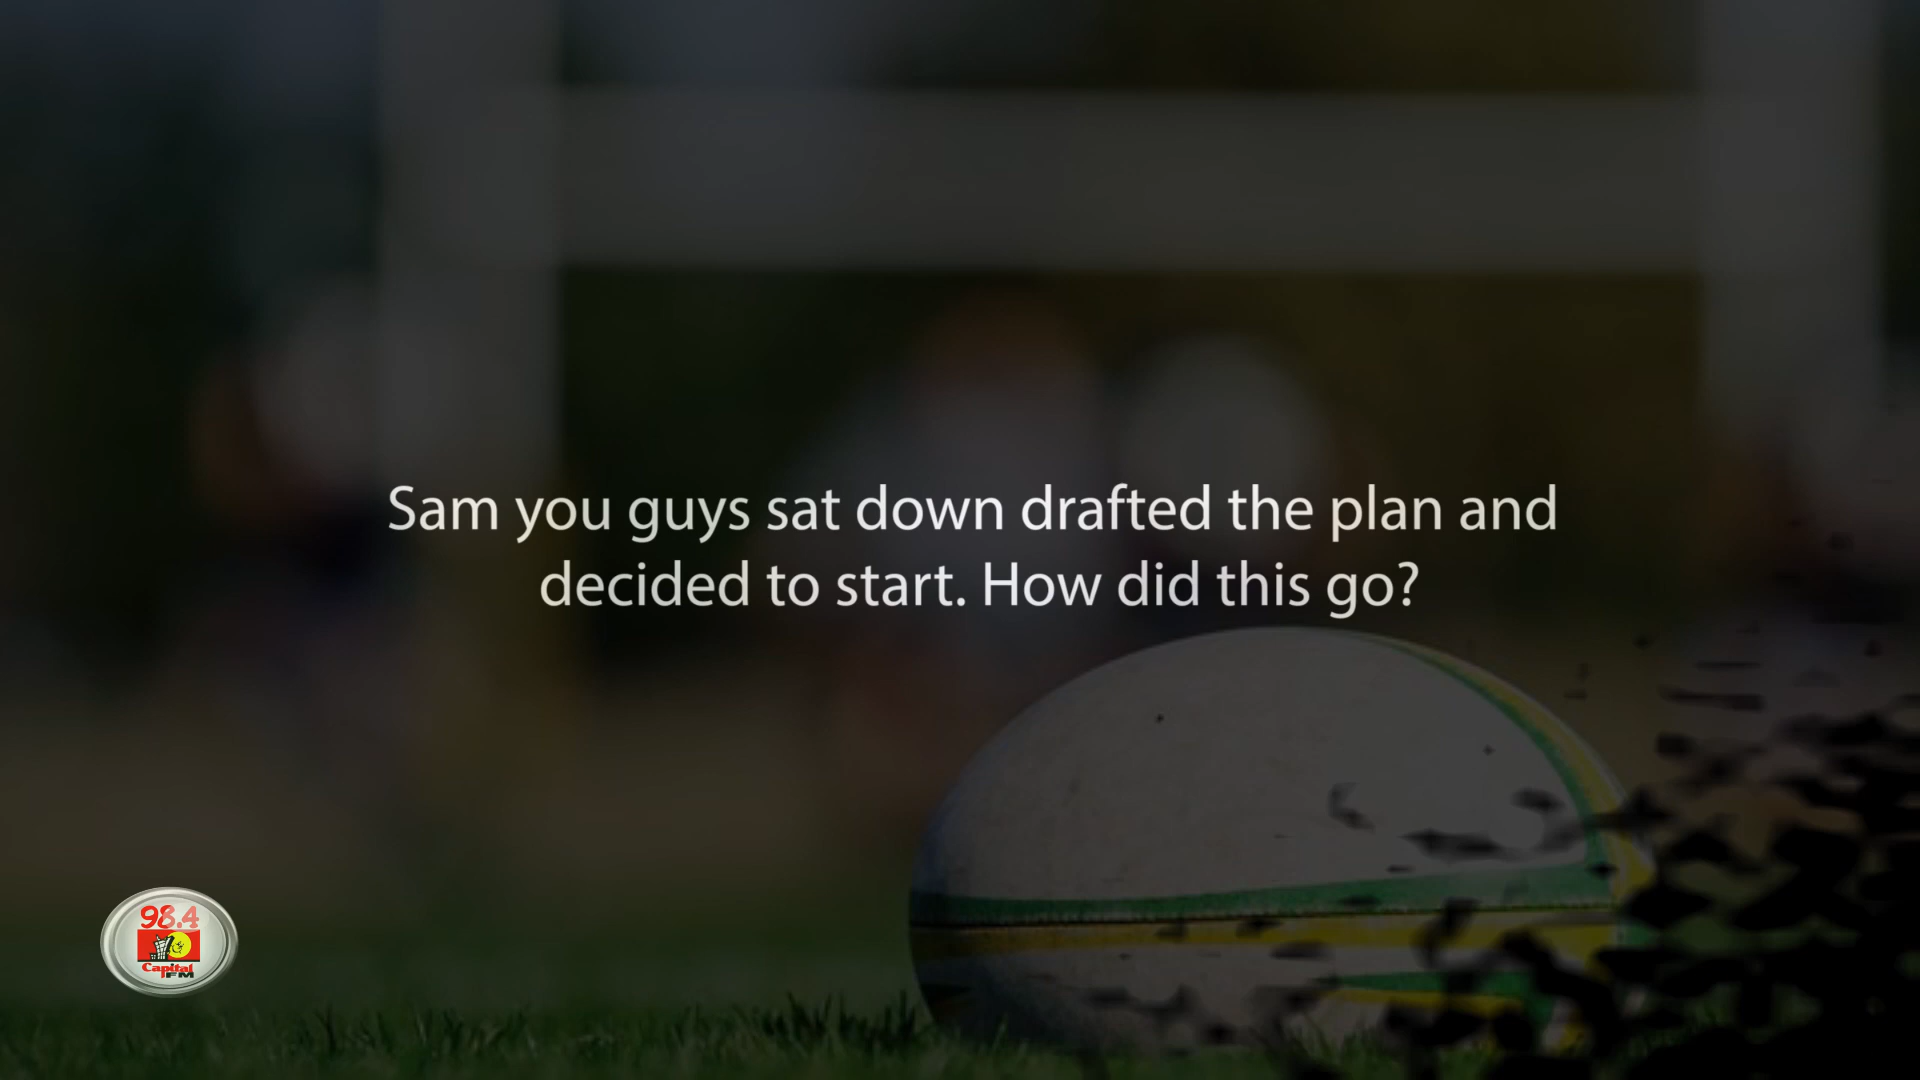 Sam you guys sat down drafted the plan and
decided to start. How did this go?
98.4
Capital
FM